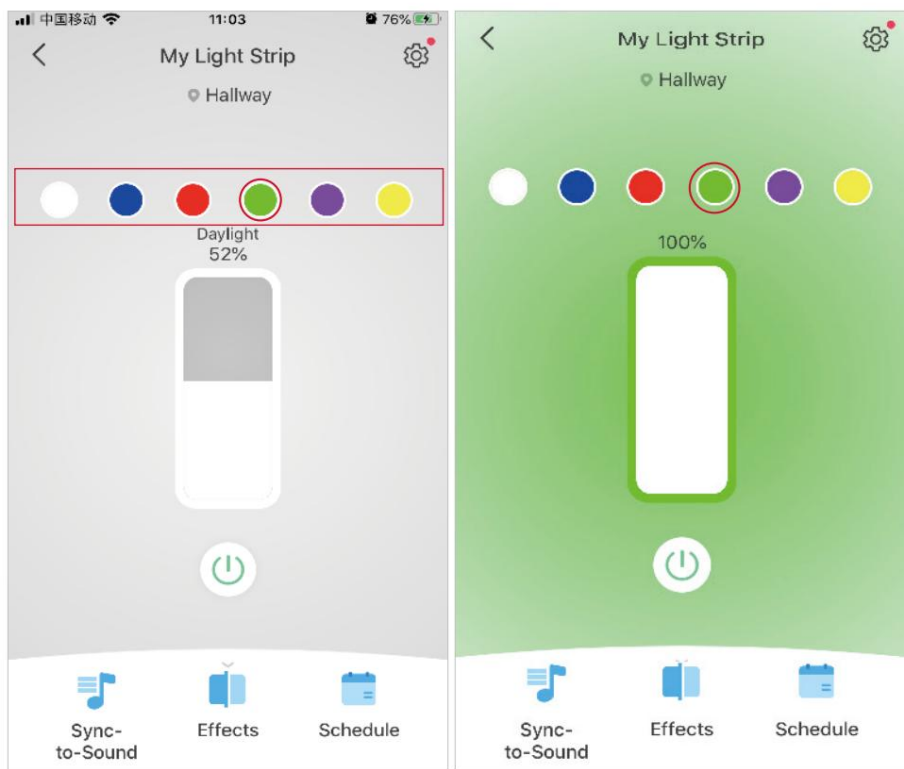 中国移动 11:03 76%
My Light Strip
Hallway
Daylight
52%
Sync-
to-Sound
Effects
Schedule
My Light Strip
Hallway
100%
Sync-
to-Sound
Effects
Schedule